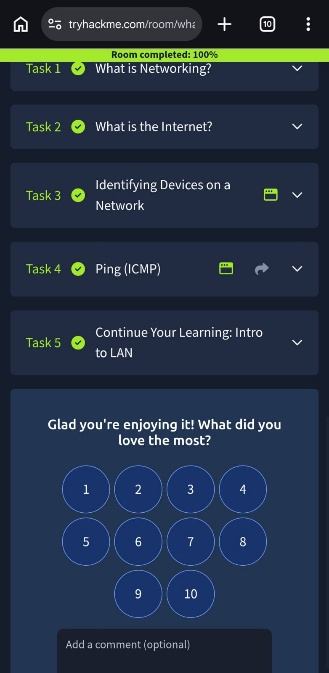 tryhackme.com/room/wha
10
Room completed: 100%
Task 1 What is Networking?
Task 2 What is the Internet?
Task 3 Identifying Devices on a
Network
Task 4 Ping (ICMP)
Task 5 Continue Your Learning: Intro
to LAN
Glad you're enjoying it! What did you
love the most?
1 2 3 4
5 6 7 8
9 10
Add a comment (optional)